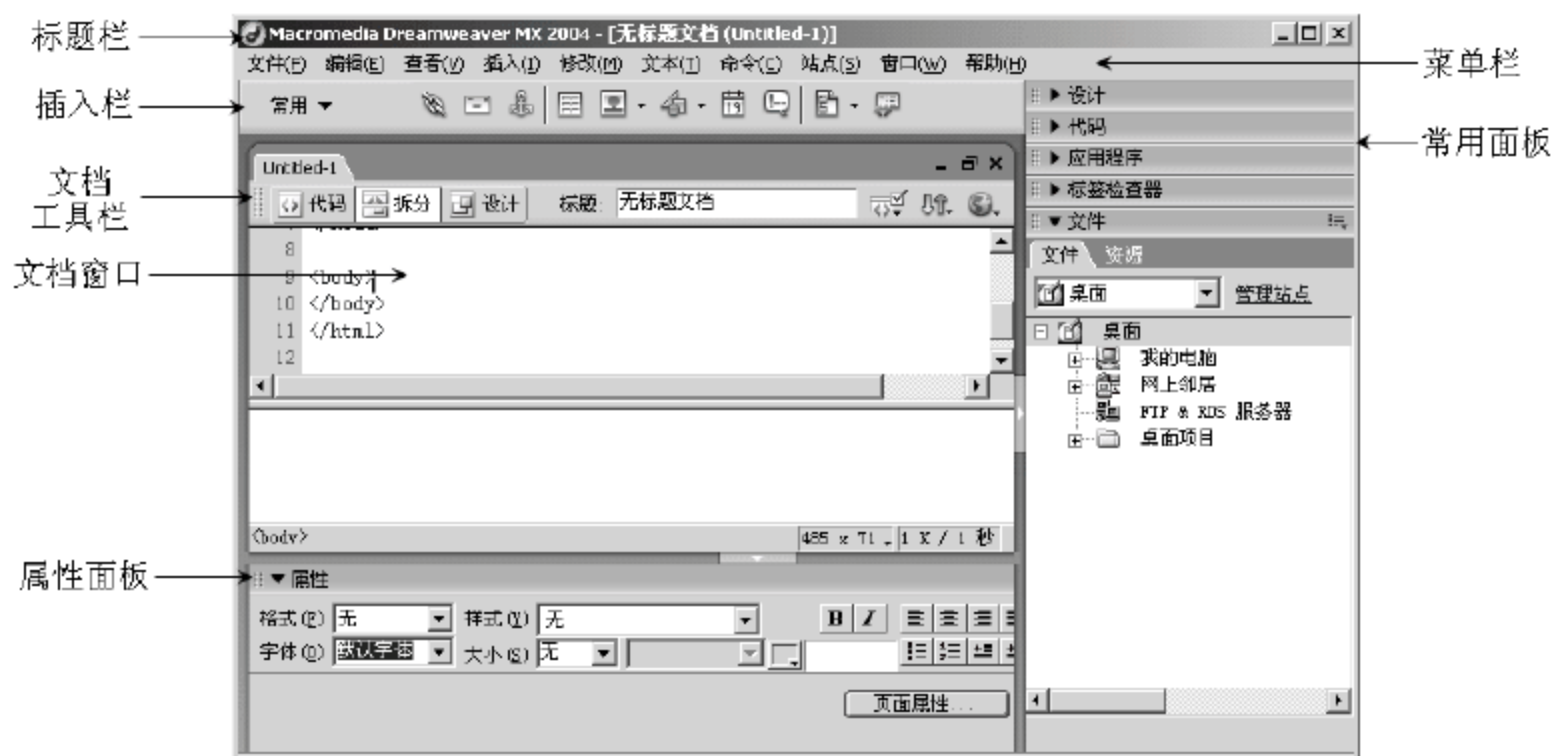 标题栏
Macromedia Dreamweaver MX 2004 - [无标题文档 (Untitled-1)]
文件(F) 编辑(E) 查看(V) 插入(I) 修改(M) 文本(T) 命令(C) 站点(S) 窗口(W) 帮助(H)
菜单栏
插入栏
常用
19
设计
代码
应用程序
标签检查器
文件
常用面板
Untitled-1
文档
工具栏
代码 拆分 设计 标题: 无标题文档
文件 资源
桌面 管理站点
文档窗口
8
9 <body>
10 </body>
11 </html>
12
桌面
我的电脑
网上邻居
FTP & RDS 服务器
桌面项目
<body>
485 x 71 1 K / 1 秒
属性面板
属性
格式(F) 无 样式(Y) 无 B I
字体(O) 默认字体 大小(S) 无
页面属性...